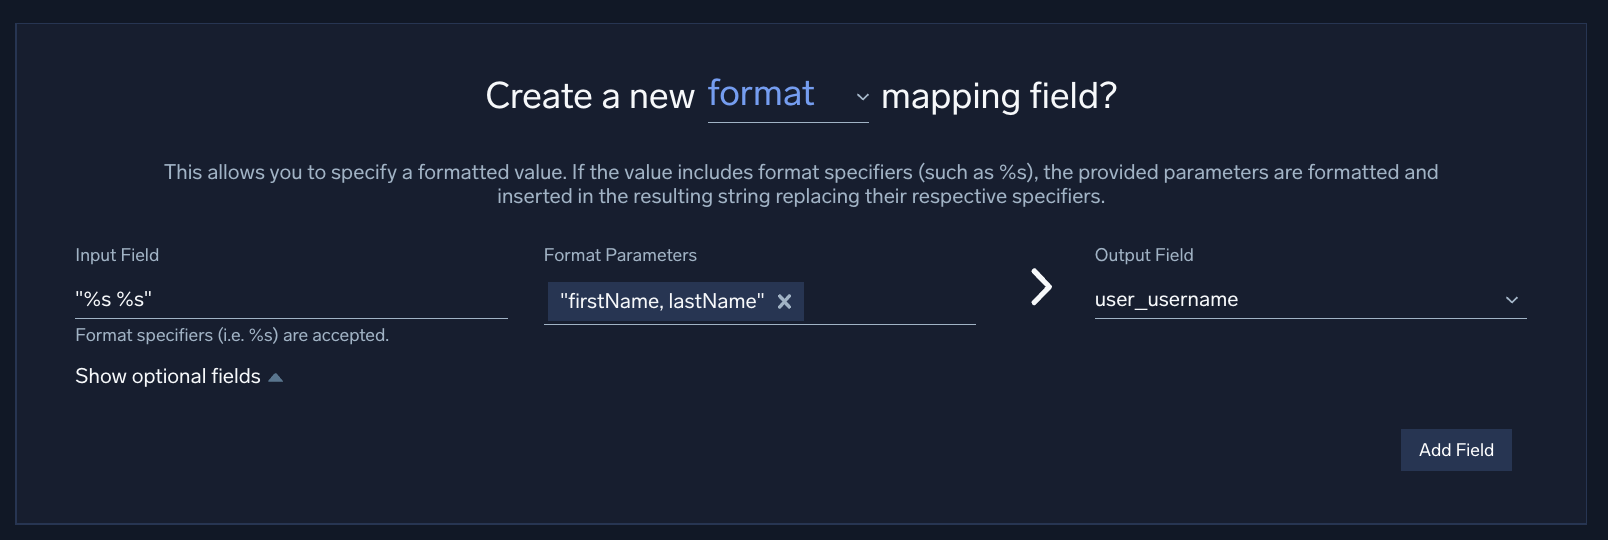 Create a new format mapping field?
This allows you to specify a formatted value. If the value includes format specifiers (such as %s), the provided parameters are formatted and
inserted in the resulting string replacing their respective specifiers.
Input Field
"%s %s"
Format specifiers (i.e. %s) are accepted.
Show optional fields
Format Parameters
"firstName, lastName"
Output Field
user_username
Add Field